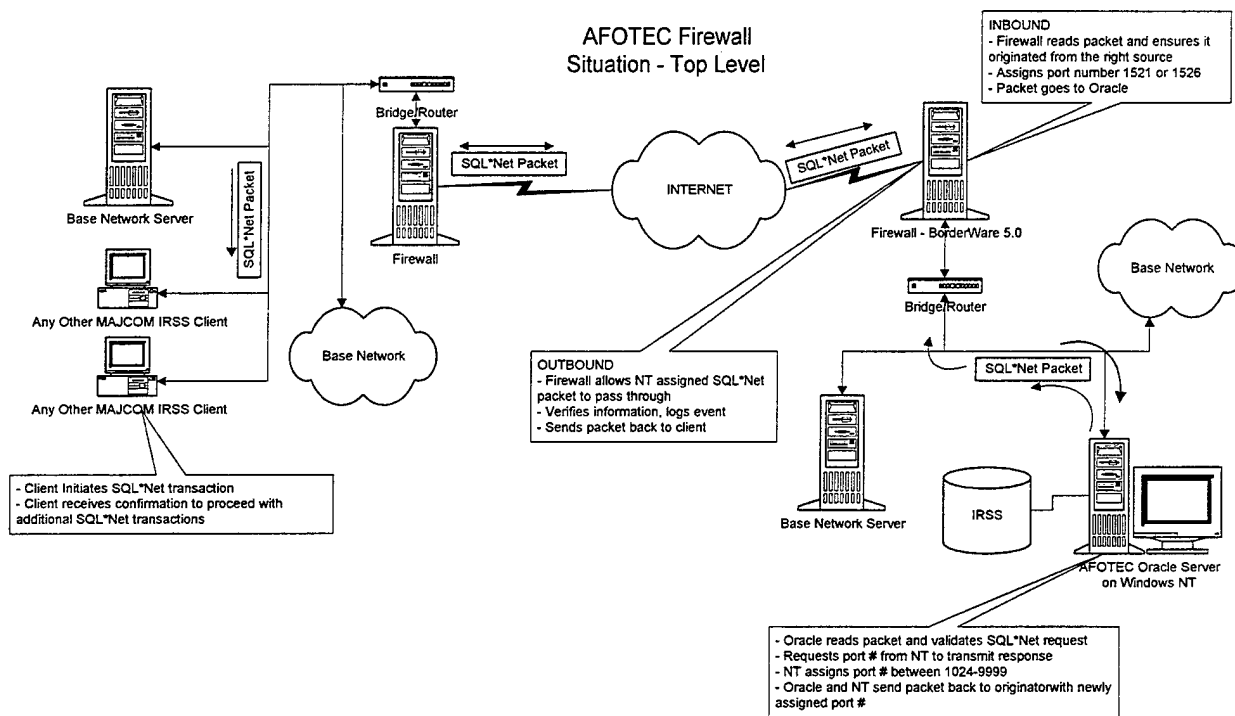 AFOTEC Firewall
Situation - Top Level
INBOUND
- Firewall reads packet and ensures it
originated from the right source
- Assigns port number 1521 or 1526
- Packet goes to Oracle
Bridge/Router
SQL*Net Packet
Base Network Server
SQL*Net Packet
Firewall
INTERNET
SQL*Net Packet
Firewall - BorderWare 5.0
Any Other MAJCOM IRSS Client
Base Network
Any Other MAJCOM IRSS Client
Bridge/Router
Base Network
OUTBOUND
- Firewall allows NT assigned SQL*Net
packet to pass through
- Verifies information, logs event
- Sends packet back to client
SQL*Net Packet
- Client Initiates SQL*Net transaction
- Client receives confirmation to proceed with
additional SQL*Net transactions
Base Network Server
IRSS
AFOTEC Oracle Server
on Windows NT
- Oracle reads packet and validates SQL*Net request
- Requests port # from NT to transmit response
- NT assigns port # between 1024-9999
- Oracle and NT send packet back to originatorwith newly
assigned port #